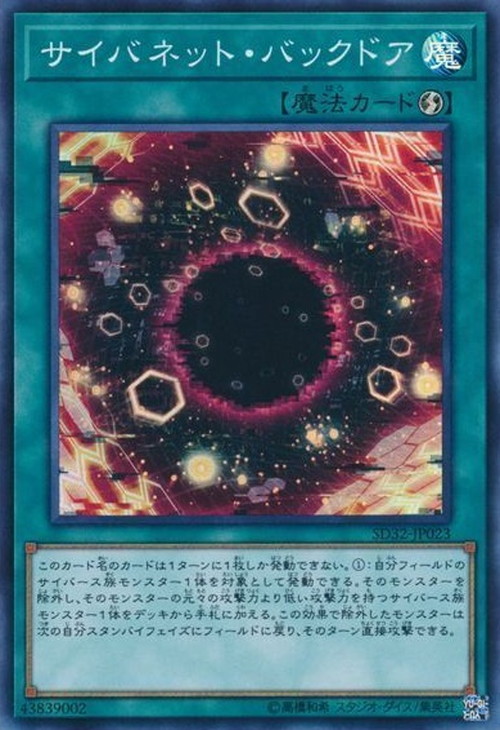 サイバネット・バックドア 魔
【魔法カード】
SD32-JP023
このカード名のカードは1ターンに1枚しか発動できない。①:自分フィールドの
サイバース族モンスター1体を対象として発動できる。そのモンスターを
除外し、そのモンスターの元々の攻撃力より低い攻撃力を持つサイバース族
モンスター1体をデッキから手札に加える。この効果で除外したモンスターは
次の自分スタンバイフェイズにフィールドに戻り、そのターン直接攻撃できる。
43839002 ©高橋和希 スタジオ・ダイス/集英社